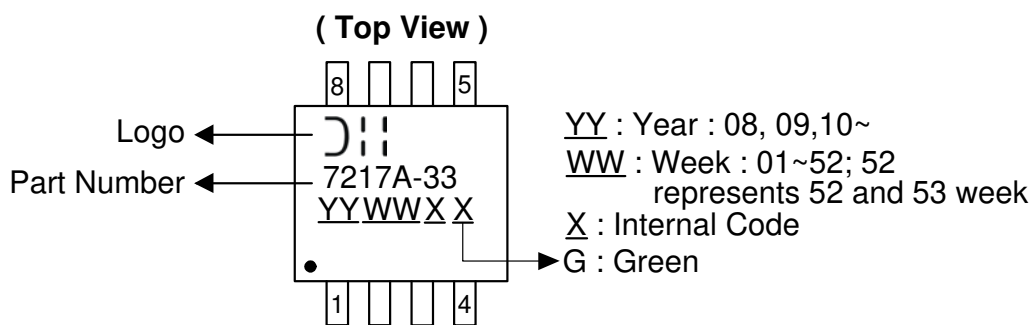 ( Top View )
8 5
Logo
Part Number
7217A-33
YYWWX X
1 4
YY : Year : 08, 09,10~
WW : Week : 01~52; 52
represents 52 and 53 week
X : Internal Code
G : Green